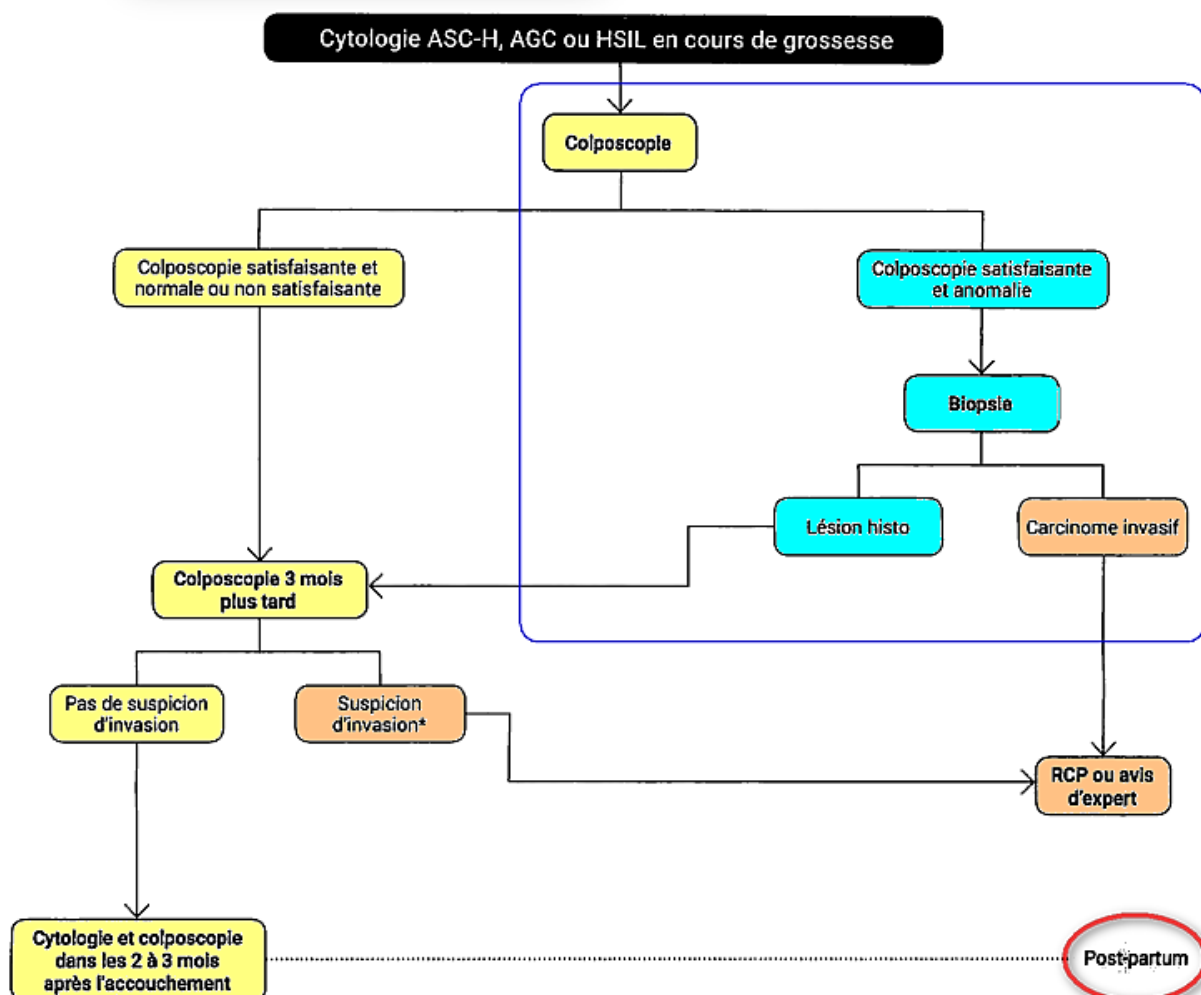 Cytologie ASC-H, AGC ou HSIL en cours de grossesse
Colposcopie
Colposcopie satisfaisante et
normale ou non satisfaisante
Colposcopie satisfaisante
et anomalie
Biopsie
Lésion histo
Carcinome invasif
Colposcopie 3 mois
plus tard
Pas de suspicion
d'invasion
Suspicion
d'invasion*
RCP ou avis
d'expert
Cytologie et colposcopie
dans les 2 à 3 mois
après l'accouchement
Post-partum